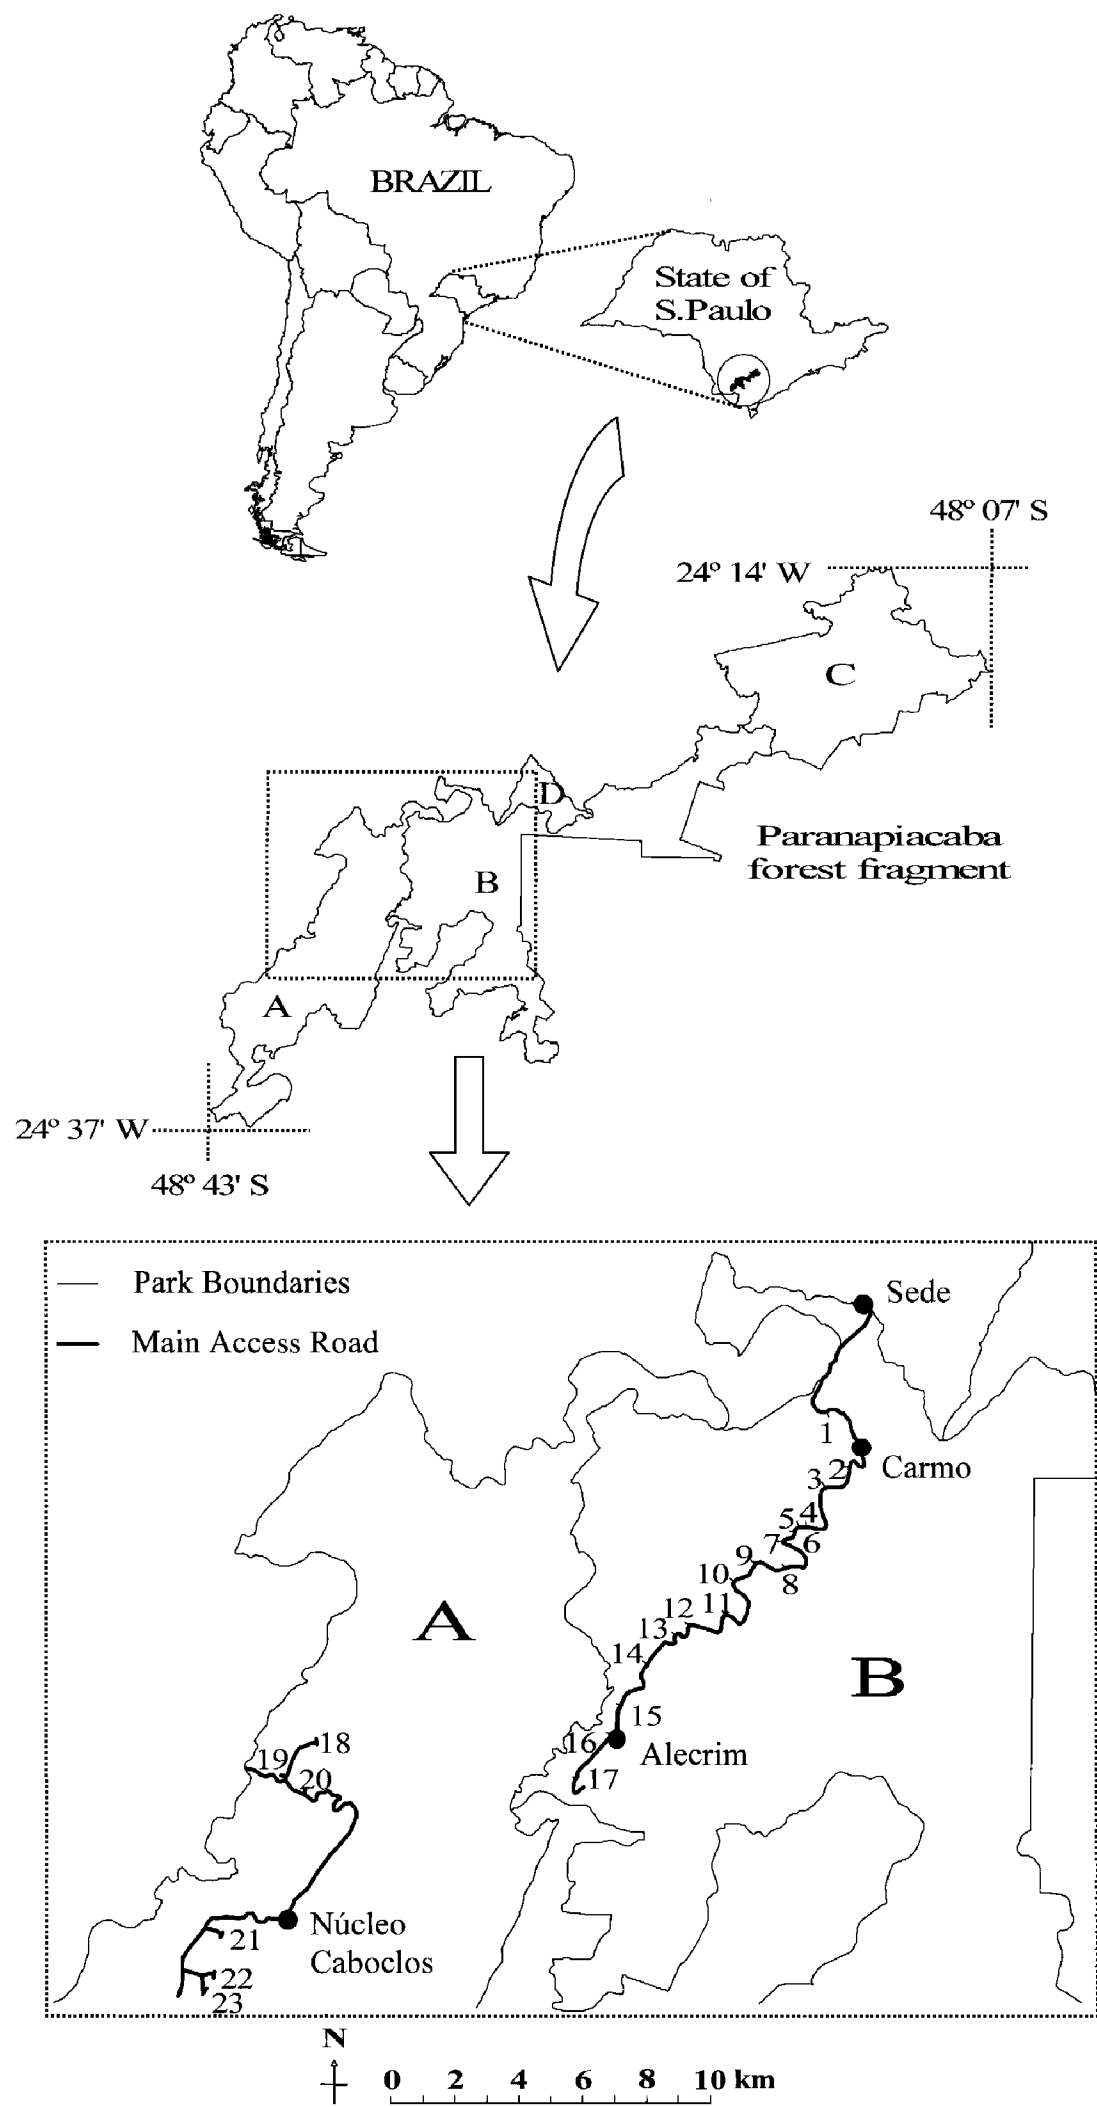 BRAZIL
State of
S.Paulo
48º 07' S
24º 14' W
C
D
Paranapiacaba
forest fragment
B
A
24º 37' W
48º 43' S
Park Boundaries
Main Access Road
Sede
1
Carmo
2
3
4
5
6
7
8
9
10
11
12
13
14
A
B
15
16
Alecrim
17
18
19
20
Núcleo
Caboclos
21
22
23
N
0 2 4 6 8 10 km